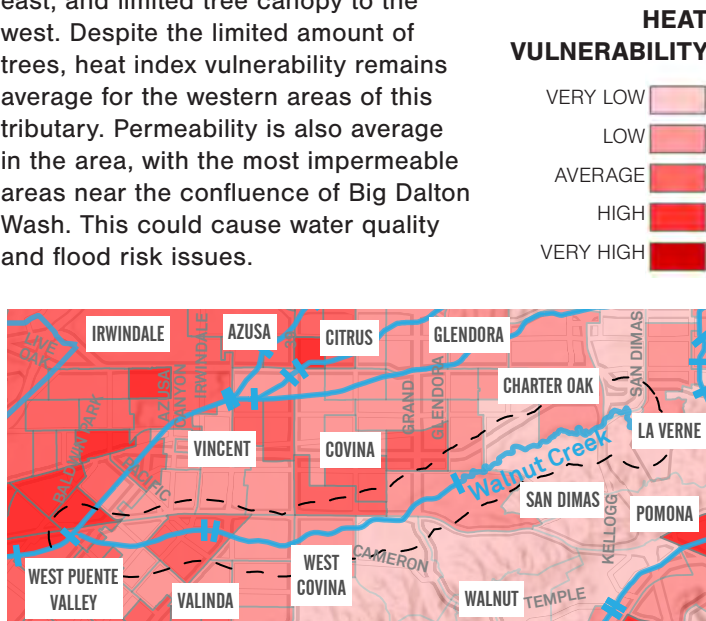 east, and limited tree canopy to the
west. Despite the limited amount of
trees, heat index vulnerability remains
average for the western areas of this
tributary. Permeability is also average
in the area, with the most impermeable
areas near the confluence of Big Dalton
Wash. This could cause water quality
and flood risk issues.
HEAT
VULNERABILITY
VERY LOW
LOW
AVERAGE
HIGH
VERY HIGH
IRWINDALE
AZUSA
CITRUS
GLENDORA
LIVE
OAK
IRWINDALE
SAN DIMAS
AZUSA
CANYON
GRAND
GLENDORA
CHARTER OAK
BALDWIN PARK
PACIFIC
VINCENT
COVINA
LA VERNE
Walnut Creek
SAN DIMAS
KELLOGG
POMONA
WEST PUENTE
VALLEY
VALINDA
WEST
COVINA
CAMERON
WALNUT
TEMPLE